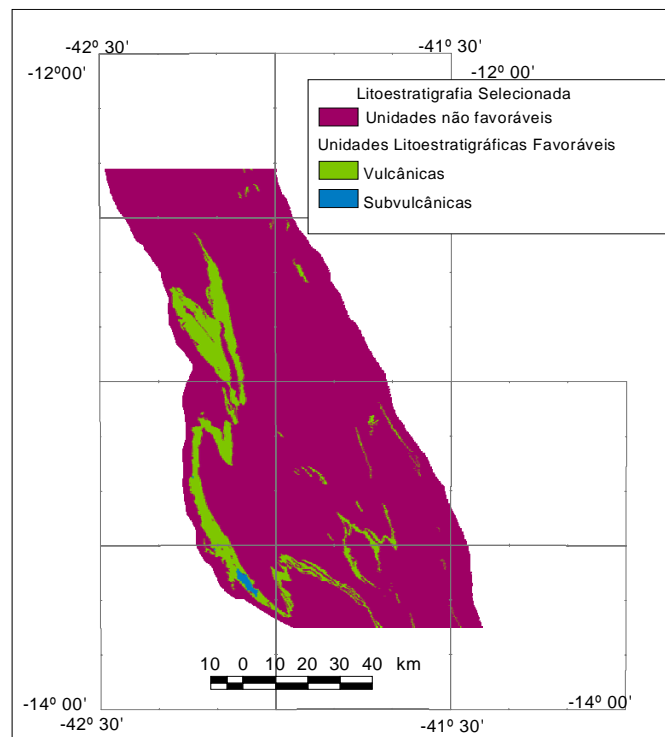 -42º 30'
-41º 30'
-12º00'
-12º 00'
Litoestratigrafia Selecionada
Unidades não favoráveis
Unidades Litoestratigráficas Favoráveis
Vulcânicas
Subvulcânicas
10 0 10 20 30 40 km
-14º 00'
-14º 00'
-42º 30'
-41º 30'